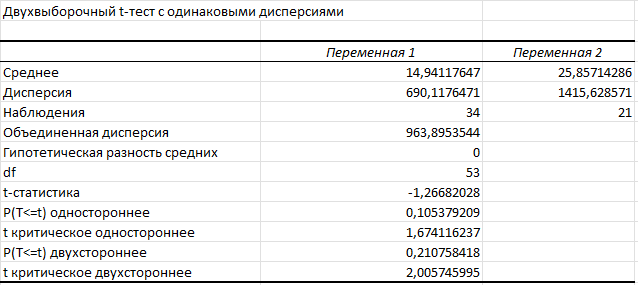 Двухвыборочный t-тест с одинаковыми дисперсиями
Переменная 1 Переменная 2
Среднее 14,94117647 25,85714286
Дисперсия 690,1176471 1415,628571
Наблюдения 34 21
Объединенная дисперсия 963,8953544
Гипотетическая разность средних 0
df 53
t-статистика -1,26682028
P(T<=t) одностороннее 0,105379209
t критическое одностороннее 1,674116237
P(T<=t) двухстороннее 0,210758418
t критическое двухстороннее 2,005745995